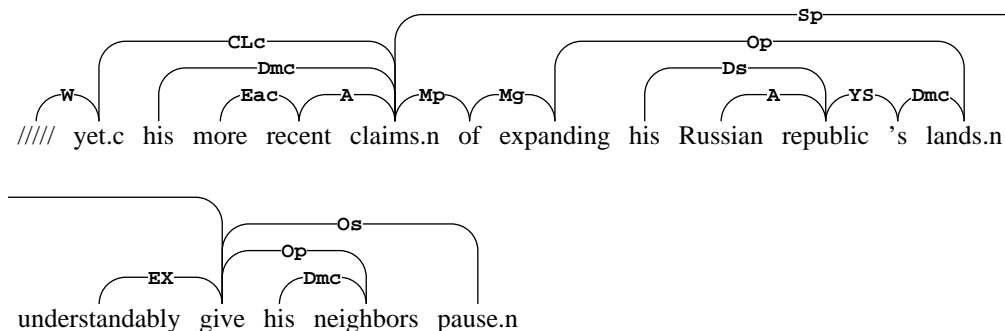 Sp
CLc Op
Dmc Ds
W Eac A Mp Mg A YS Dmc
///// yet.c his more recent claims.n of expanding his Russian republic ’s lands.n
Os
Op
EX Dmc
understandably give his neighbors pause.n